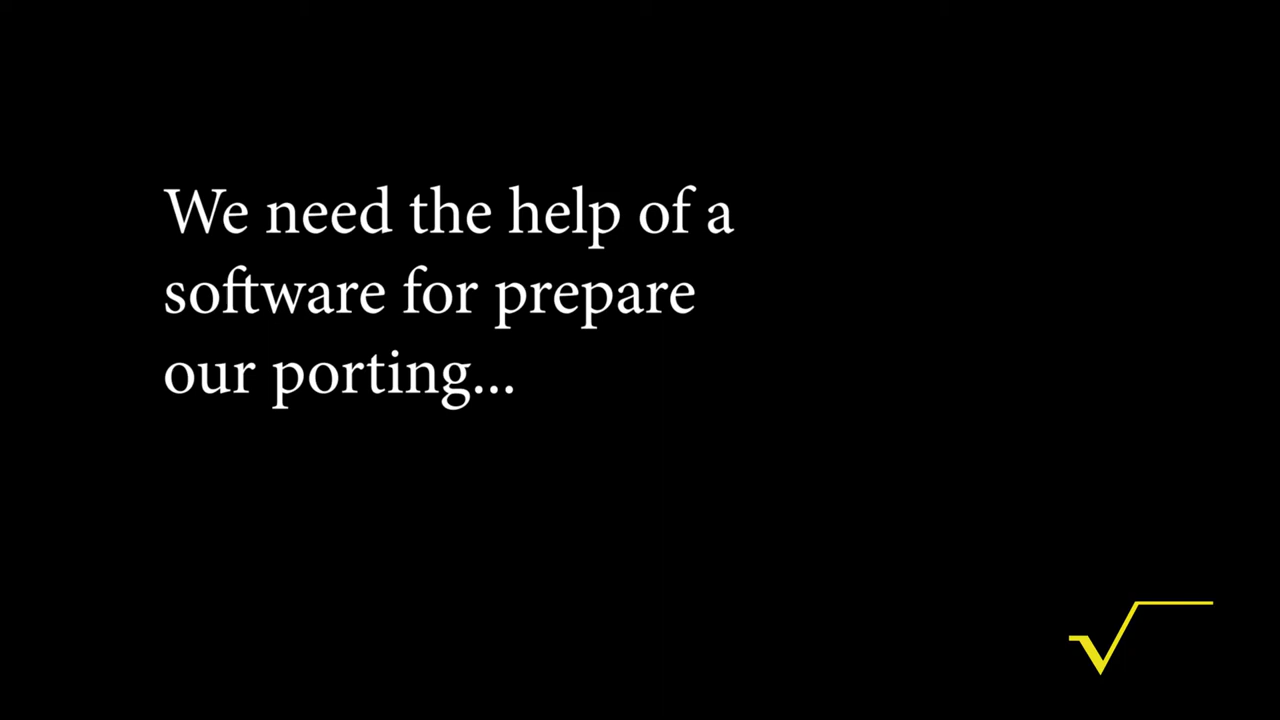 We need the help of a
software for prepare
our porting...